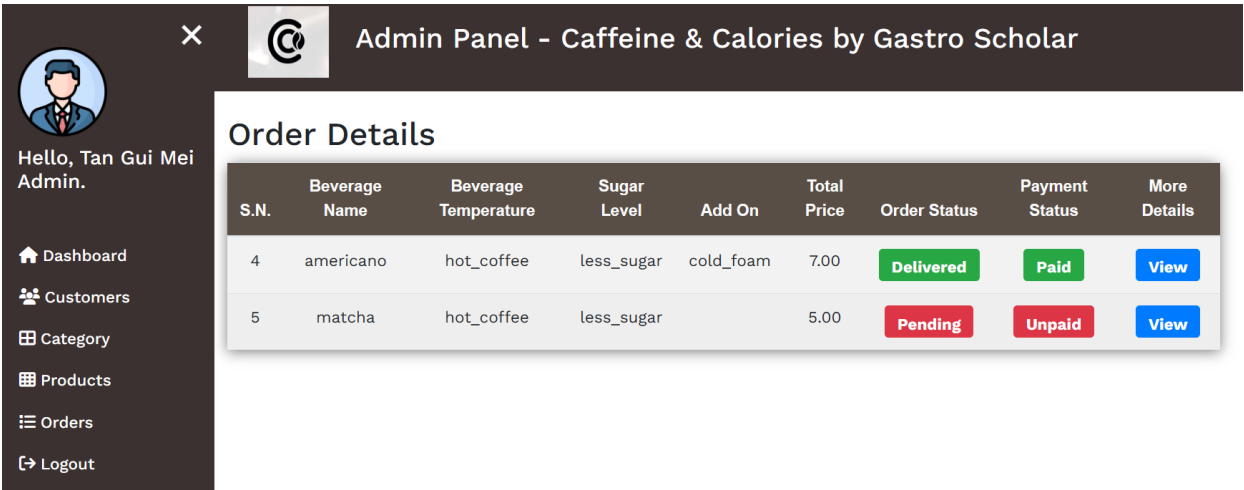 Admin Panel - Caffeine & Calories by Gastro Scholar
Hello, Tan Gui Mei
Admin.
Dashboard
Customers
Category
Products
Orders
Logout
Order Details
S.N. Beverage Name Beverage Temperature Sugar Level Add On Total Price Order Status Payment Status More Details
4 americano hot_coffee less_sugar cold_foam 7.00 Delivered Paid View
5 matcha hot_coffee less_sugar 5.00 Pending Unpaid View